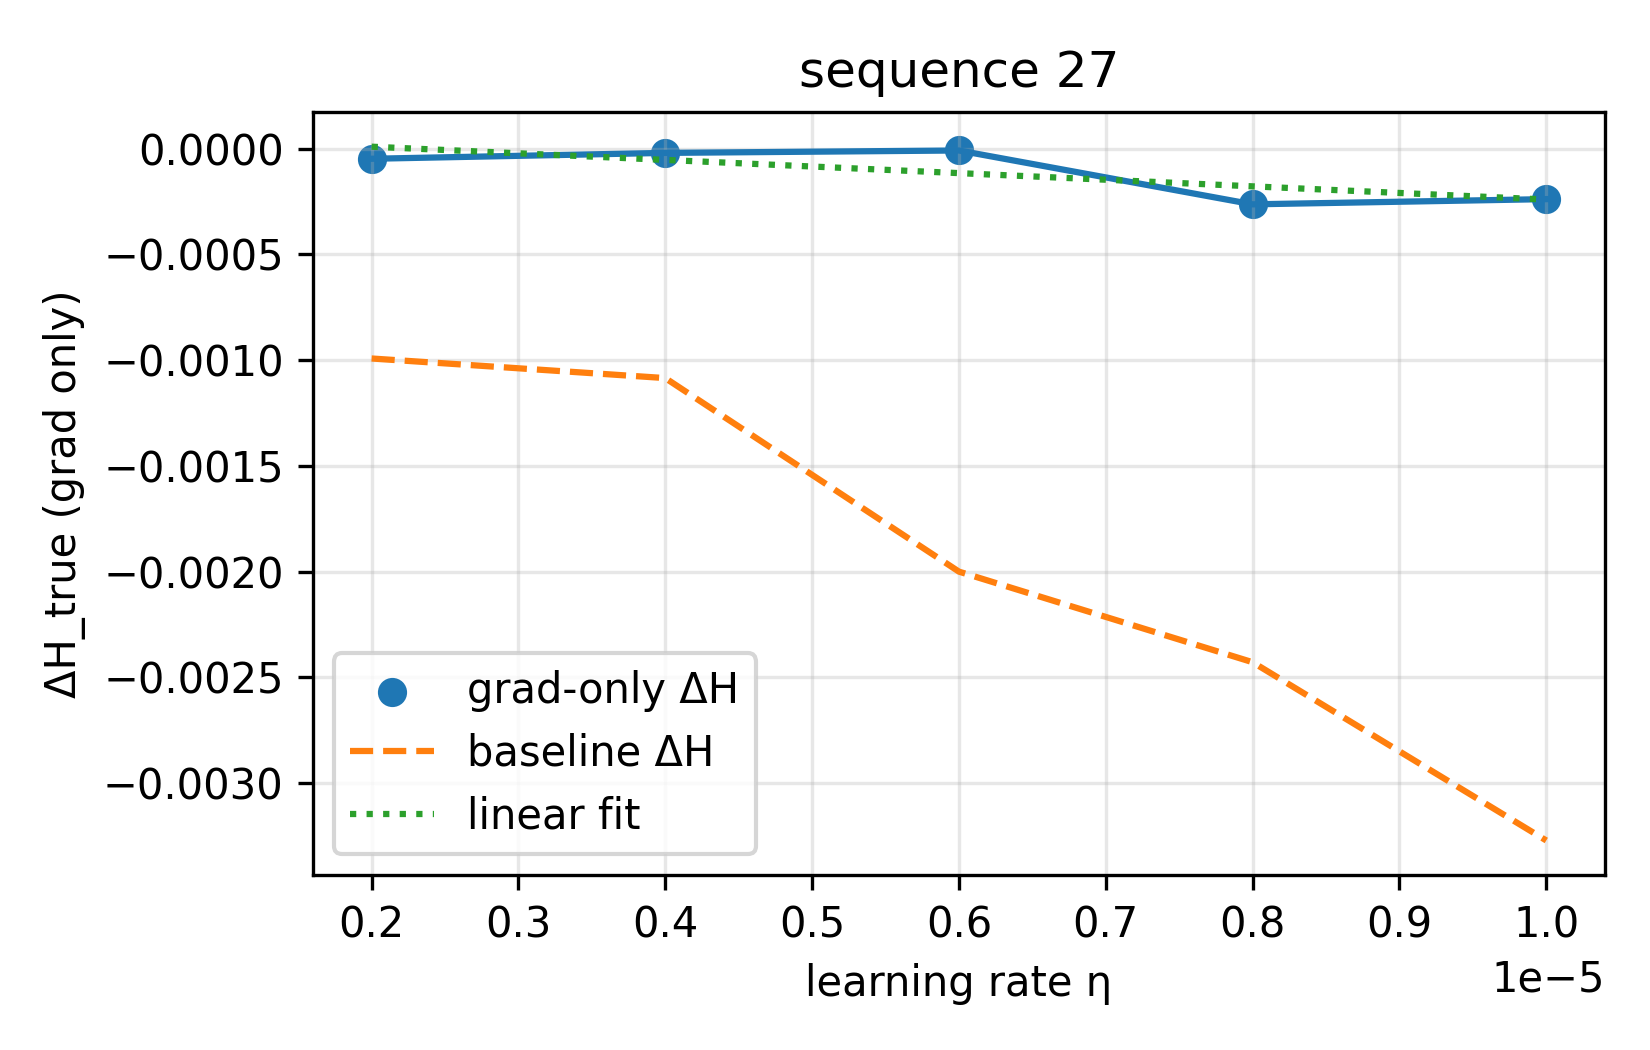 sequence 27
ΔH_true (grad only)
0.0000
−0.0005
−0.0010
−0.0015
−0.0020
−0.0025
−0.0030
grad-only ΔH
baseline ΔH
linear fit
0.2 0.3 0.4 0.5 0.6 0.7 0.8 0.9 1.0
1e−5
learning rate η